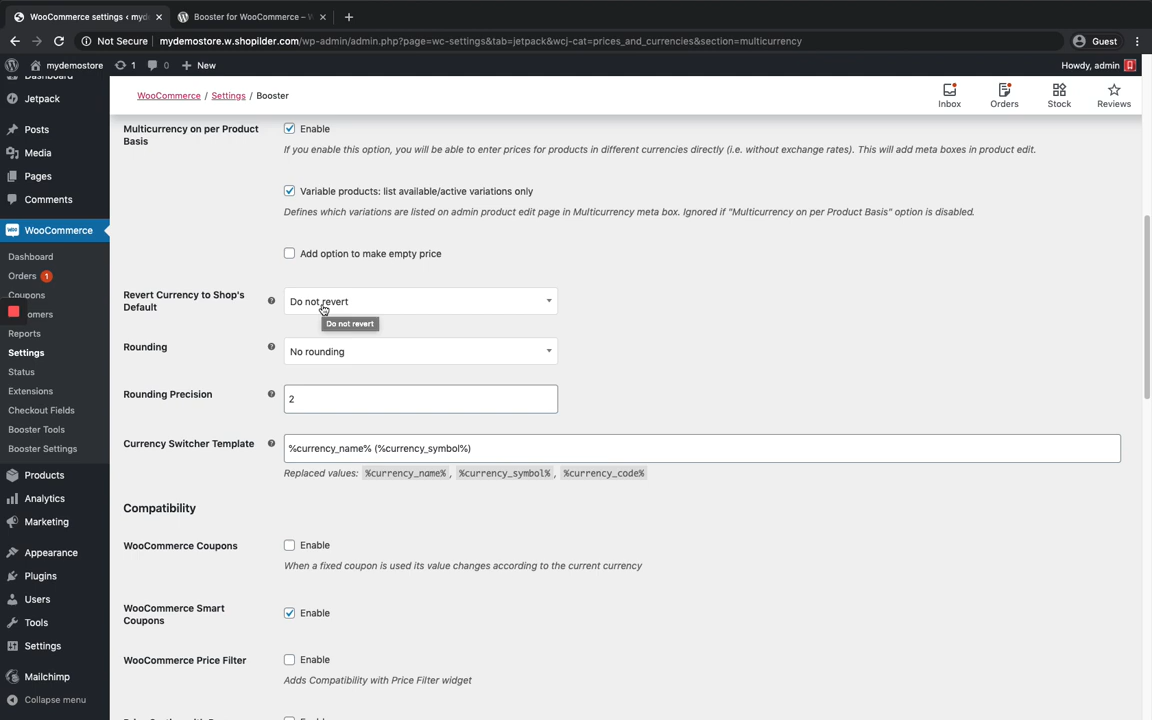 WooCommerce settings ‹ myde
Booster for WooCommerce – W
Not Secure
mydemostore.w.shopilder.com/wp-admin/admin.php?page=wc-settings&tab=jetpack&wcj-cat=prices_and_currencies&section=multicurrency
Guest
mydemostore 1 0 New
Howdy, admin
Dashboard
Jetpack
Posts
Media
Pages
Comments
WooCommerce
Dashboard
Orders 1
Coupons
omers
Reports
Settings
Status
Extensions
Checkout Fields
Booster Tools
Booster Settings
Products
Analytics
Marketing
Appearance
Plugins
Users
Tools
Settings
Mailchimp
Collapse menu
WooCommerce / Settings / Booster
Inbox Orders Stock Reviews
Multicurrency on per Product
Basis
Enable
If you enable this option, you will be able to enter prices for products in different currencies directly (i.e. without exchange rates). This will add meta boxes in product edit.
Variable products: list available/active variations only
Defines which variations are listed on admin product edit page in Multicurrency meta box. Ignored if "Multicurrency on per Product Basis" option is disabled.
Add option to make empty price
Revert Currency to Shop's
Default
Do not revert
Do not revert
Rounding
No rounding
Rounding Precision
2
Currency Switcher Template
%currency_name% (%currency_symbol%)
Replaced values: %currency_name%, %currency_symbol%, %currency_code%
Compatibility
WooCommerce Coupons
Enable
When a fixed coupon is used its value changes according to the current currency
WooCommerce Smart
Coupons
Enable
WooCommerce Price Filter
Enable
Adds Compatibility with Price Filter widget